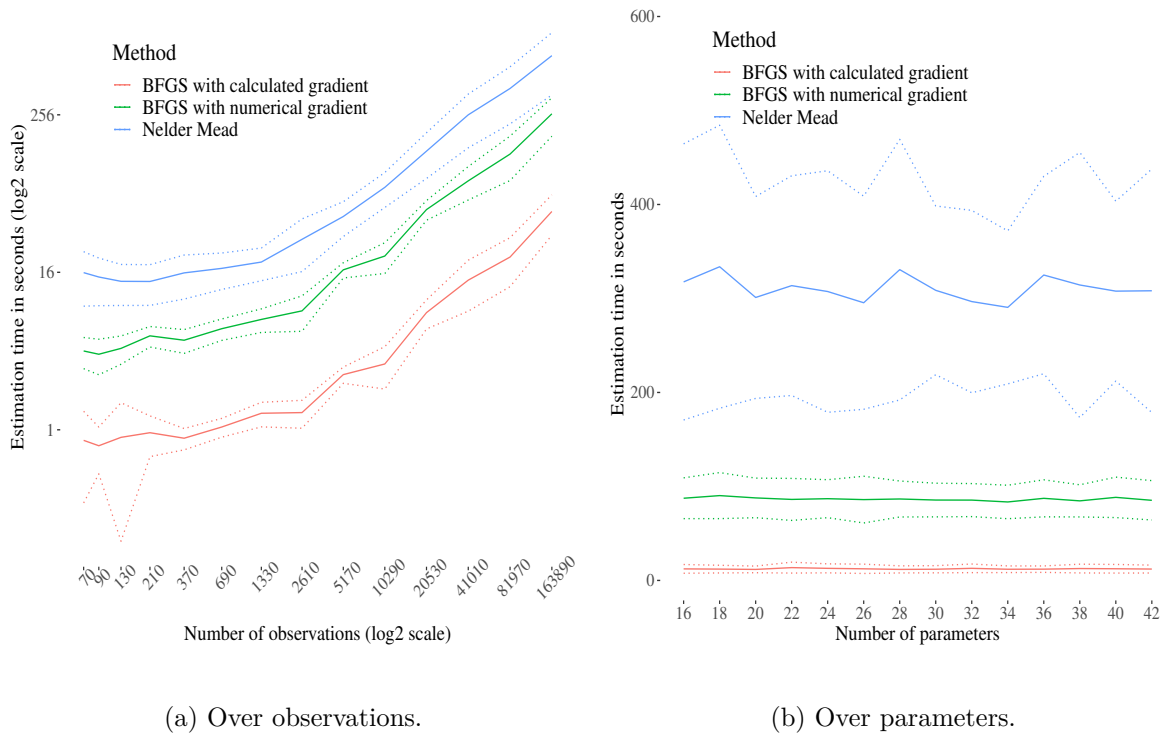 Method
BFGS with calculated gradient
BFGS with numerical gradient
Nelder Mead
Estimation time in seconds (log2 scale)
256
16
1
70
90
130
210
370
690
1330
2610
5170
10290
20530
41010
81970
163890
Number of observations (log2 scale)
(a) Over observations.
Method
BFGS with calculated gradient
BFGS with numerical gradient
Nelder Mead
Estimation time in seconds
600
400
200
0
16 18 20 22 24 26 28 30 32 34 36 38 40 42
Number of parameters
(b) Over parameters.